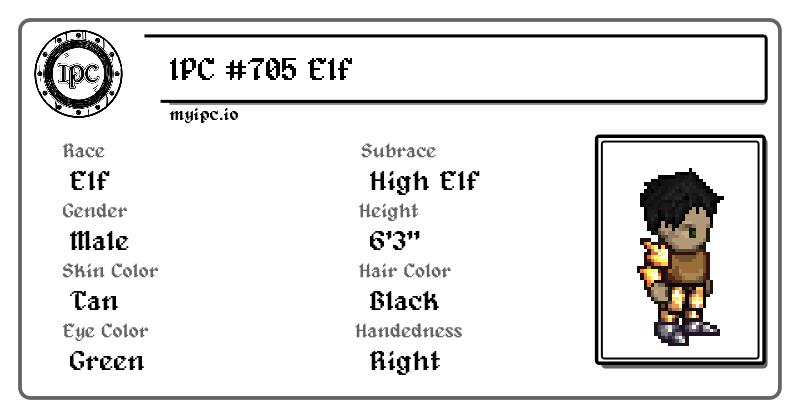 IPC
IPC #705 Elf
myipc.io
Race
Elf
Subrace
High Elf
Gender
Male
Height
6'3"
Skin Color
Tan
Hair Color
Black
Eye Color
Green
Handedness
Right